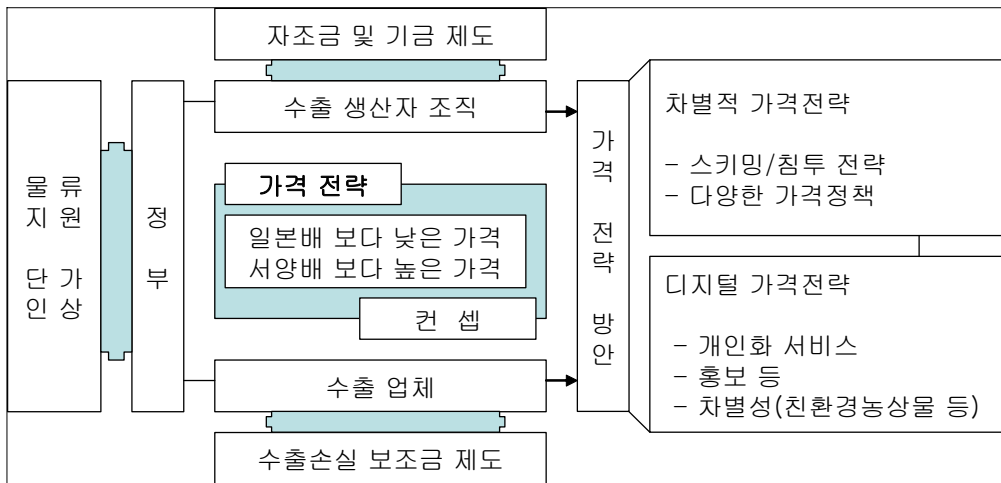 자조금 및 기금 제도
수출 생산자 조직
물 류
지 원
단 가
인 상
정
부
가격 전략
일본배 보다 낮은 가격
서양배 보다 높은 가격
컨 셉
수출 업체
수출손실 보조금 제도
가
격
전
략
방
안
차별적 가격전략
- 스키밍/침투 전략
- 다양한 가격정책
디지털 가격전략
- 개인화 서비스
- 홍보 등
- 차별성(친환경농상물 등)